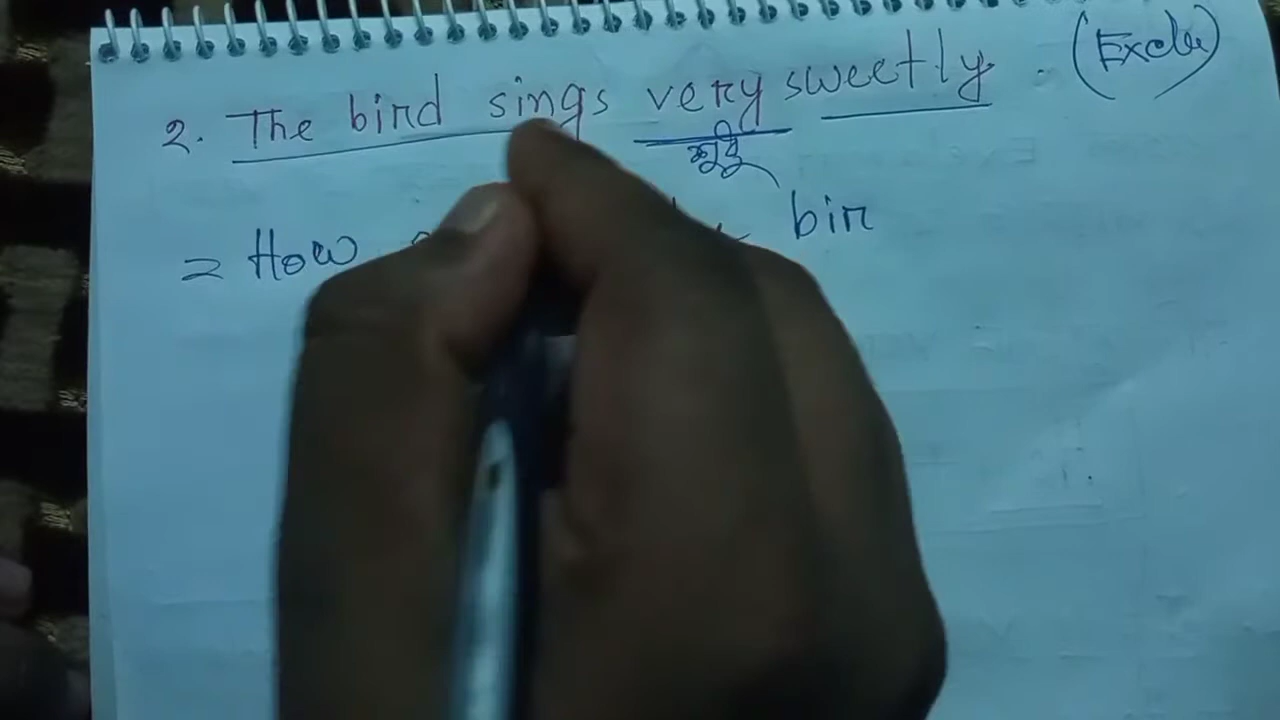 2. The bird sings very sweetly. (Excla)
= How bir